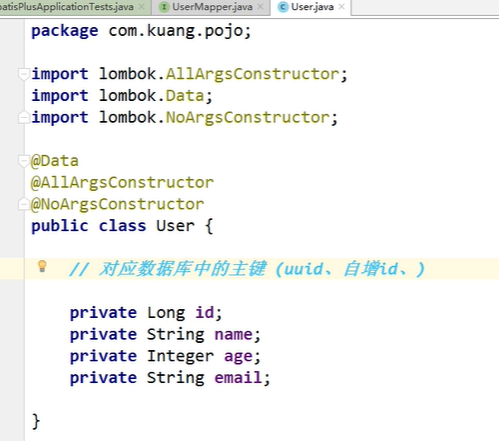 atisPlusApplicationTests.java UserMapper.java User.java
package com.kuang.pojo;
import lombok.AllArgsConstructor;
import lombok.Data;
import lombok.NoArgsConstructor;
@Data
@AllArgsConstructor
@NoArgsConstructor
public class User {
// 对应数据库中的主键 (uuid、自增id、)
private Long id;
private String name;
private Integer age;
private String email;
}